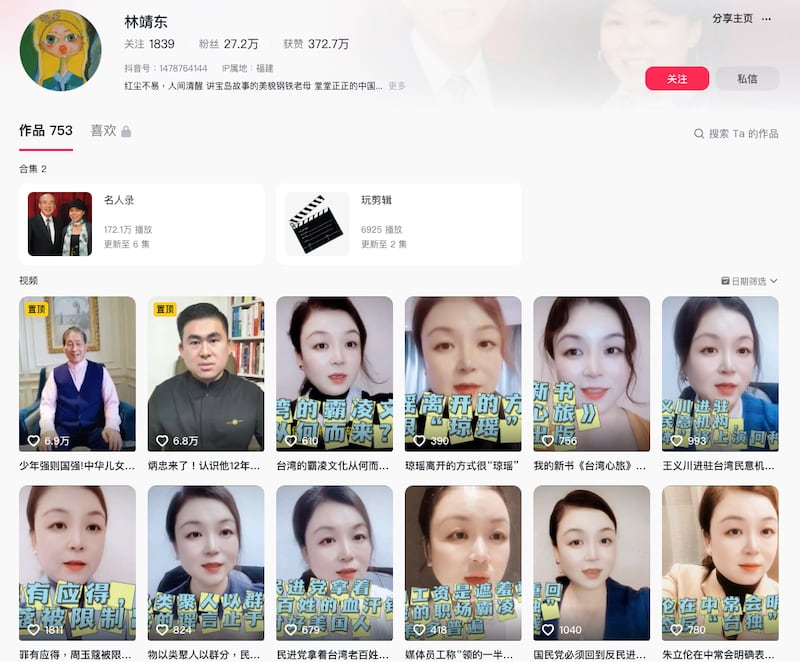 林靖东
分享主页 ···
关注 1839 粉丝 27.2万 获赞 372.7万
抖音号：1478764144 IP属地：福建
红尘不易，人间清醒 讲宝岛故事的美貌钢铁老母 堂堂正正的中国... 更多
关注 私信
作品 753 喜欢
搜索 Ta 的作品
合集 2
名人录
172.1万 播放
更新至 6 集
玩剪辑
6925 播放
更新至 2 集
视频
日期筛选
置顶
6.9万
少年强则国强!中华儿女...
置顶
6.8万
炳忠来了！认识他12年...
湾的霸凌文
从何而来？
610
台湾的霸凌文化从何而...
瑶离开的方
很“琼瑶”
390
琼瑶离开的方式很“琼瑶”
新书
心旅》
出版
756
我的新书《台湾心旅》...
义川进驻
民意机构
993
王义川进驻台湾民意机...
有应得，
蔻被限制
1811
罪有应得，周玉蔻被限...
类聚人以群
的谣言止于
824
物以类聚人以群分，民...
民进党拿着
百姓的血汗钱
讨好美国人
679
民进党拿着台湾老百姓...
工资是遮羞
的职场霸凌
普遍
418
媒体员工称“领的一半...
重回
独”
1040
国民党必须回到反民进...
伦在中常会明
态反“台独”
780
朱立伦在中常会明确表...